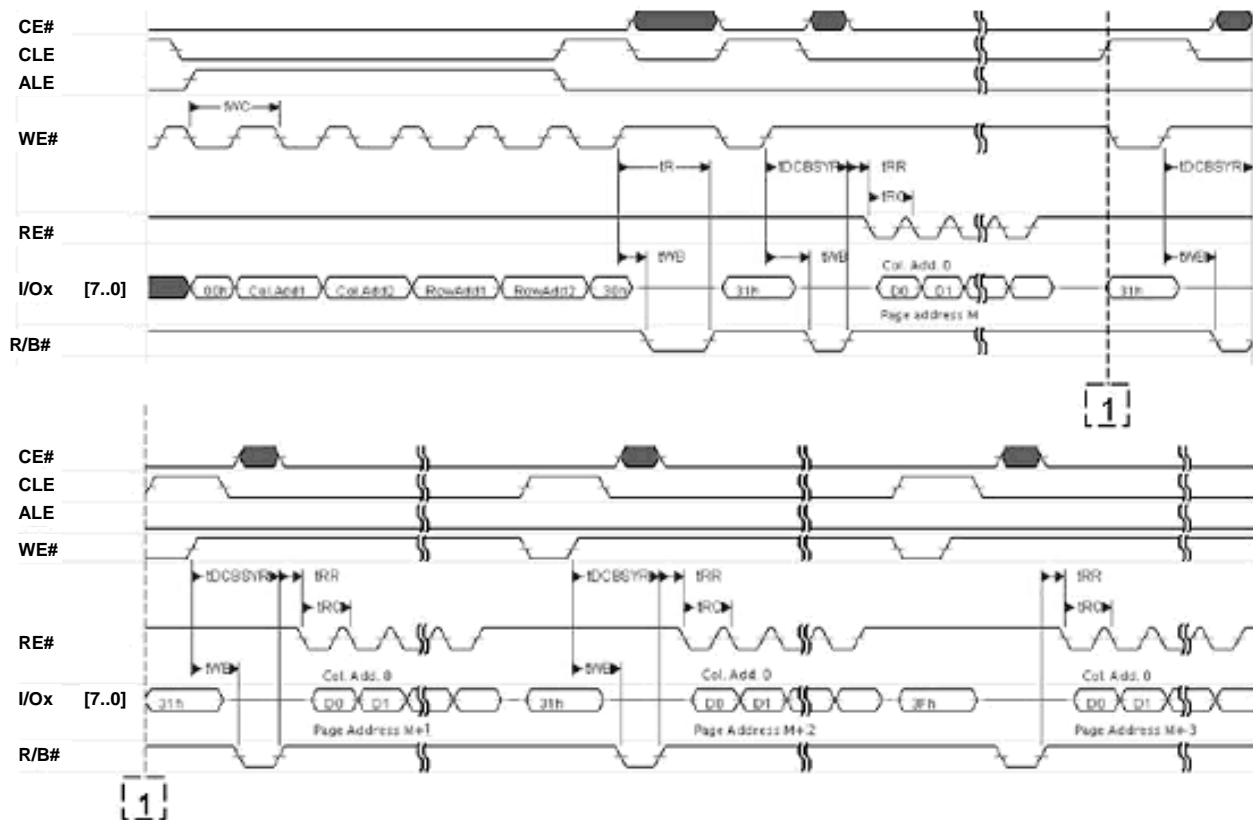 CE#
CLE
ALE
tWC
WE#
tR
tDCBSYR
tRR
tDCBSYR
tRC
RE#
tWB
tWB
tWB
Col. Add. 0
I/Ox [7..0]
00h
Col.Add1
Col.Add2
RowAdd1
RowAdd2
30h
31h
D0
D1
31h
Page address M
R/B#
1
CE#
CLE
ALE
WE#
tDCBSYR
tRR
tDCBSYR
tRR
tRR
tRC
tRC
tRC
RE#
tWB
tWB
Col. Add. 0
Col. Add. 0
Col. Add. 0
I/Ox [7..0]
31h
D0
D1
31h
D0
D1
3Fh
D0
D1
Page Address M+1
Page Address M+2
Page Address M+3
R/B#
1